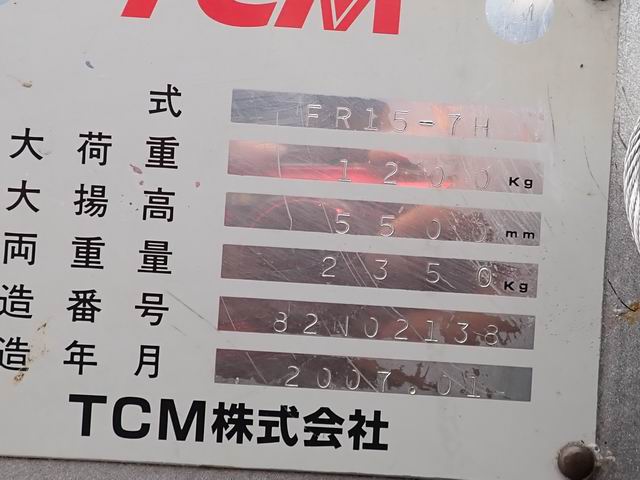 TCM
式 FR15-7H
大荷重 1200 Kg
大揚高 5500 mm
両重量 2350 Kg
造番号 82N02138
造年月 2007.01
TCM株式会社